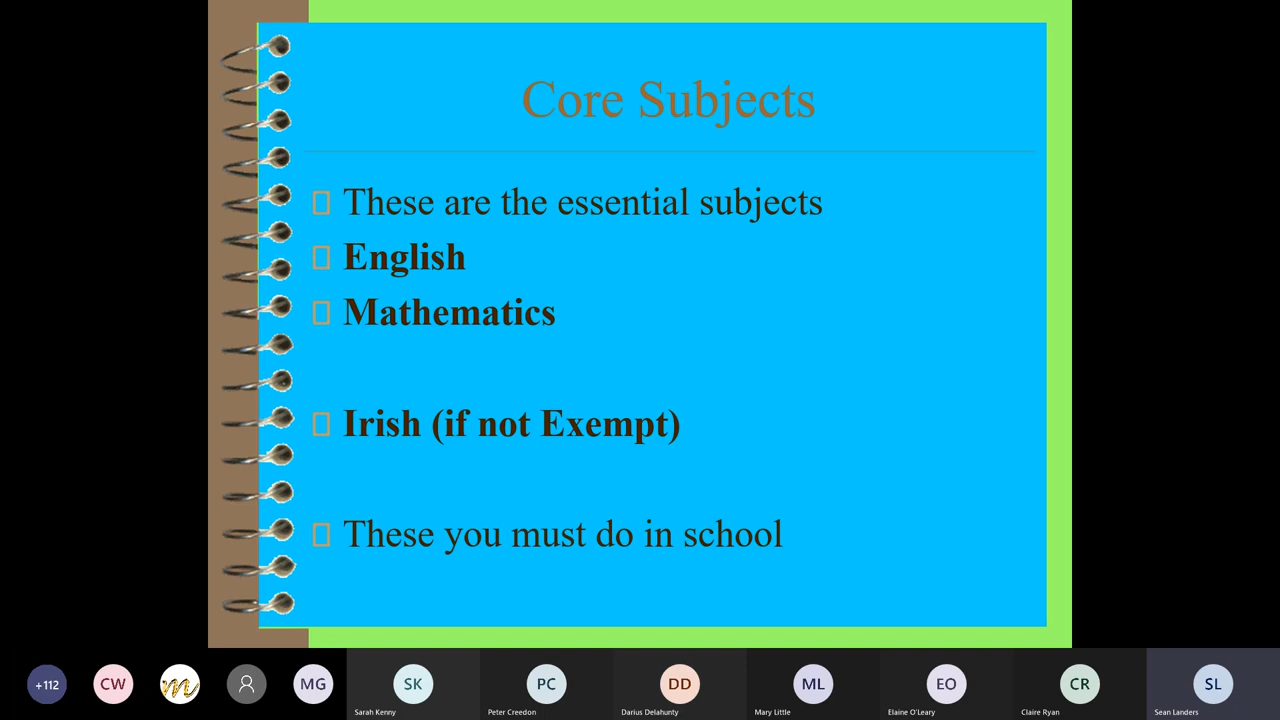 Core Subjects
These are the essential subjects
English
Mathematics
Irish (if not Exempt)
These you must do in school
+112
CW
m
MG
SK
PC
DD
ML
EO
CR
SL
Sarah Kenny
Peter Creedon
Darius Delahunty
Mary Little
Elaine O'Leary
Claire Ryan
Sean Landers